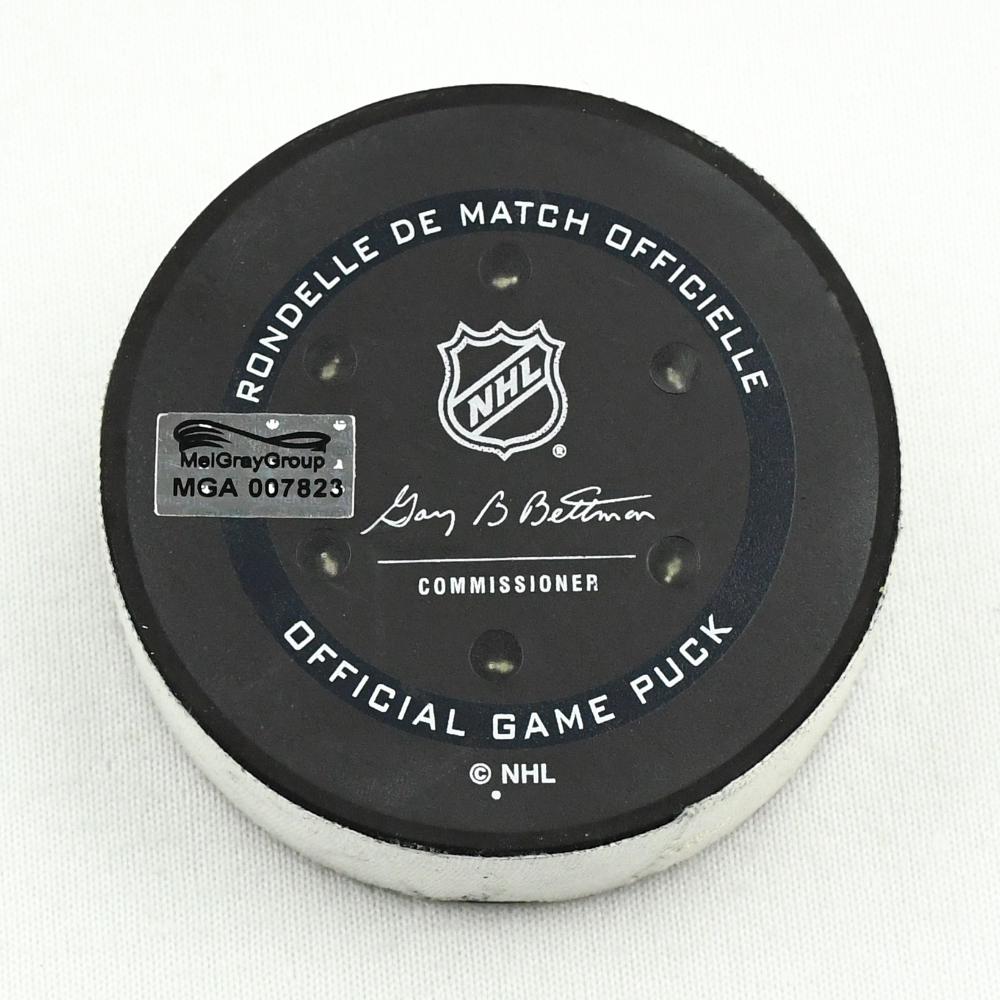 RONDELLE DE MATCH OFFICIELLE
NHL
®
MeiGrayGroup
MGA 007823
Gary B Bettman
COMMISSIONER
OFFICIAL GAME PUCK
© NHL